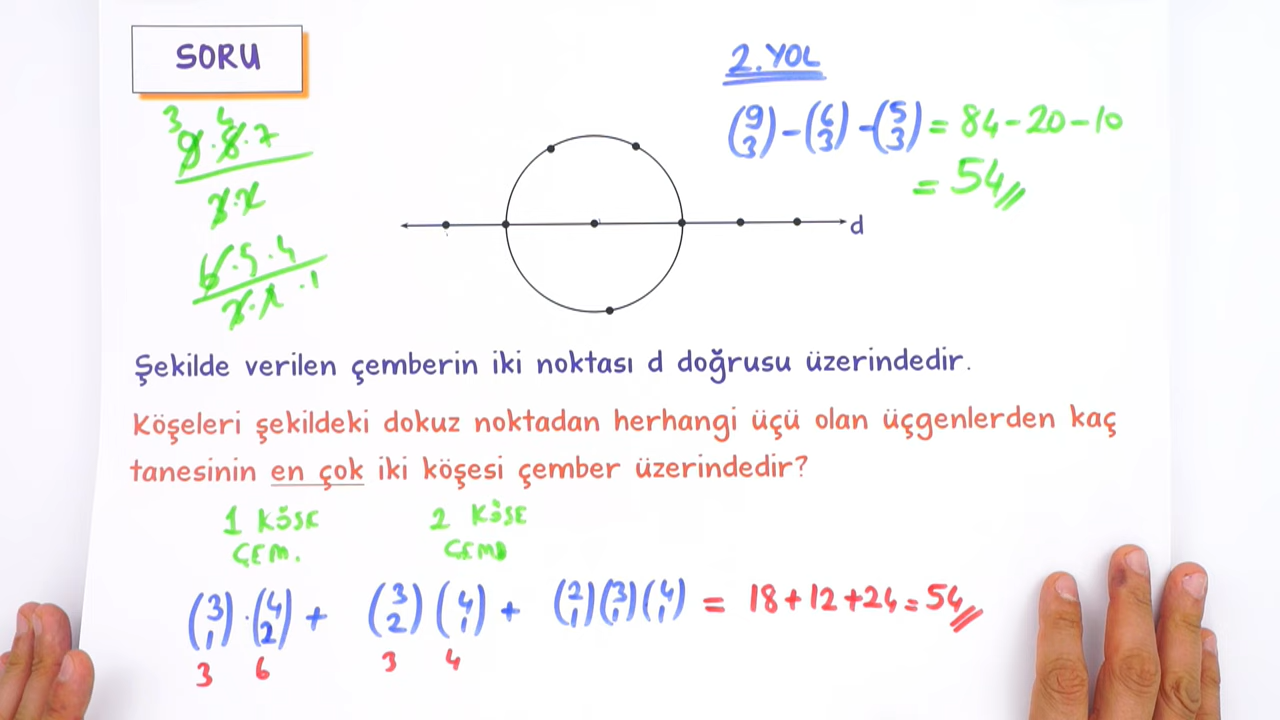 SORU
2. YOL
(9 3) - (6 3) - (5 3) = 84 - 20 - 10
= 54
9.8.7
3.2
6.5.4
3.2.1
d
Şekilde verilen çemberin iki noktası d doğrusu üzerindedir.
Köşeleri şekildeki dokuz noktadan herhangi üçü olan üçgenlerden kaç
tanesinin en çok iki köşesi çember üzerindedir?
1 KÖŞE
ÇEM.
2 KÖŞE
ÇEMB
(3 1) . (4 2) + (3 2) (4 1) + (2 1) (3 1) (4 1) = 18 + 12 + 24 = 54
3 6 3 4